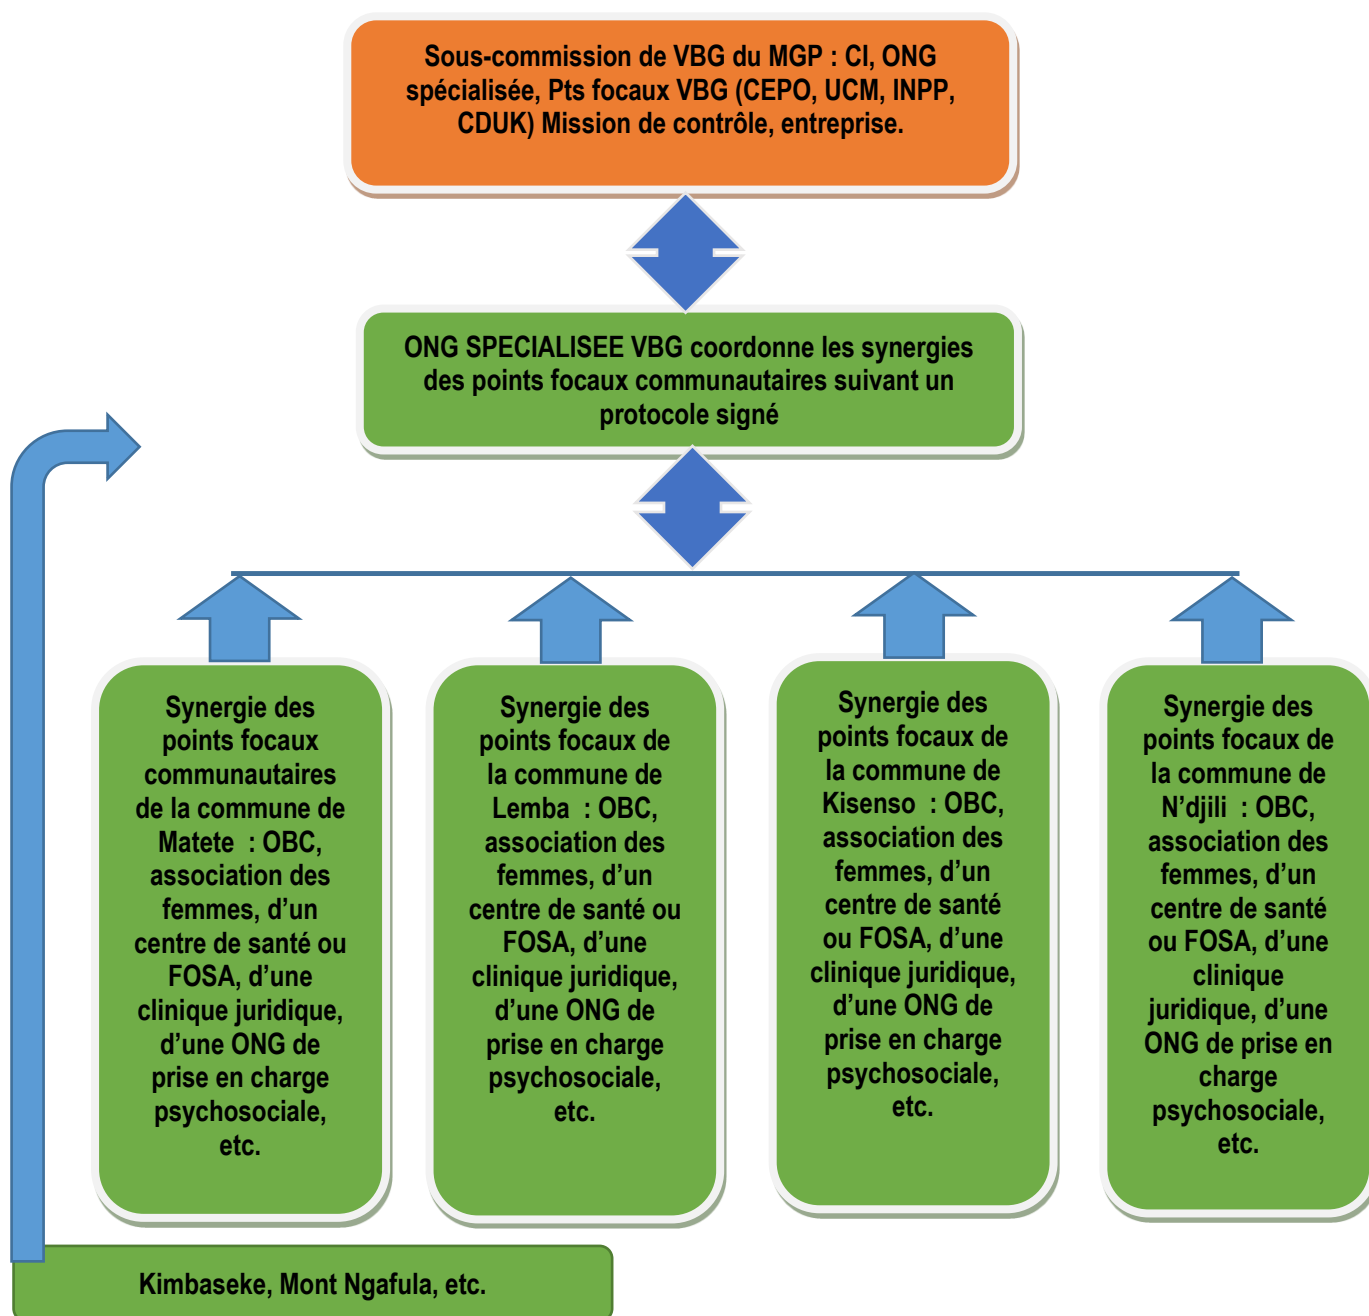 Sous-commission de VBG du MGP : CI, ONG
spécialisée, Pts focaux VBG (CEPO, UCM, INPP,
CDUK) Mission de contrôle, entreprise.
ONG SPECIALISEE VBG coordonne les synergies
des points focaux communautaires suivant un
protocole signé
Synergie des
points focaux
communautaires
de la commune de
Matete : OBC,
association des
femmes, d'un
centre de santé ou
FOSA, d'une
clinique juridique,
d'une ONG de
prise en charge
psychosociale,
etc.
Synergie des
points focaux de
la commune de
Lemba : OBC,
association des
femmes, d'un
centre de santé ou
FOSA, d'une
clinique juridique,
d'une ONG de
prise en charge
psychosociale,
etc.
Synergie des
points focaux de
la commune de
Kisenso : OBC,
association des
femmes, d'un
centre de santé
ou FOSA, d'une
clinique juridique,
d'une ONG de
prise en charge
psychosociale,
etc.
Synergie des
points focaux de
la commune de
N'djili : OBC,
association des
femmes, d'un
centre de santé
ou FOSA, d'une
clinique
juridique, d'une
ONG de prise en
charge
psychosociale,
etc.
Kimbaseke, Mont Ngafula, etc.